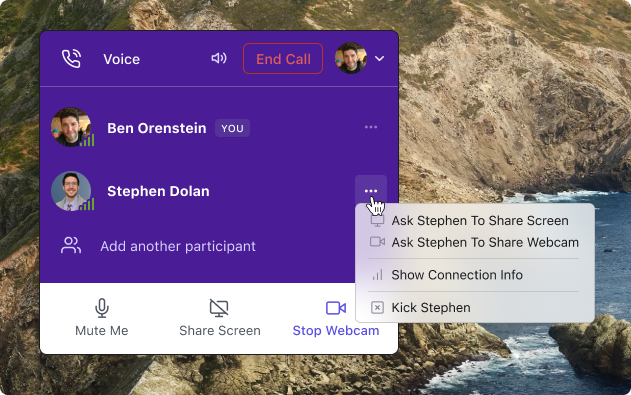 Voice
End Call
Ben Orenstein YOU
Stephen Dolan
Ask Stephen To Share Screen
Ask Stephen To Share Webcam
Add another participant
Show Connection Info
Kick Stephen
Mute Me
Share Screen
Stop Webcam